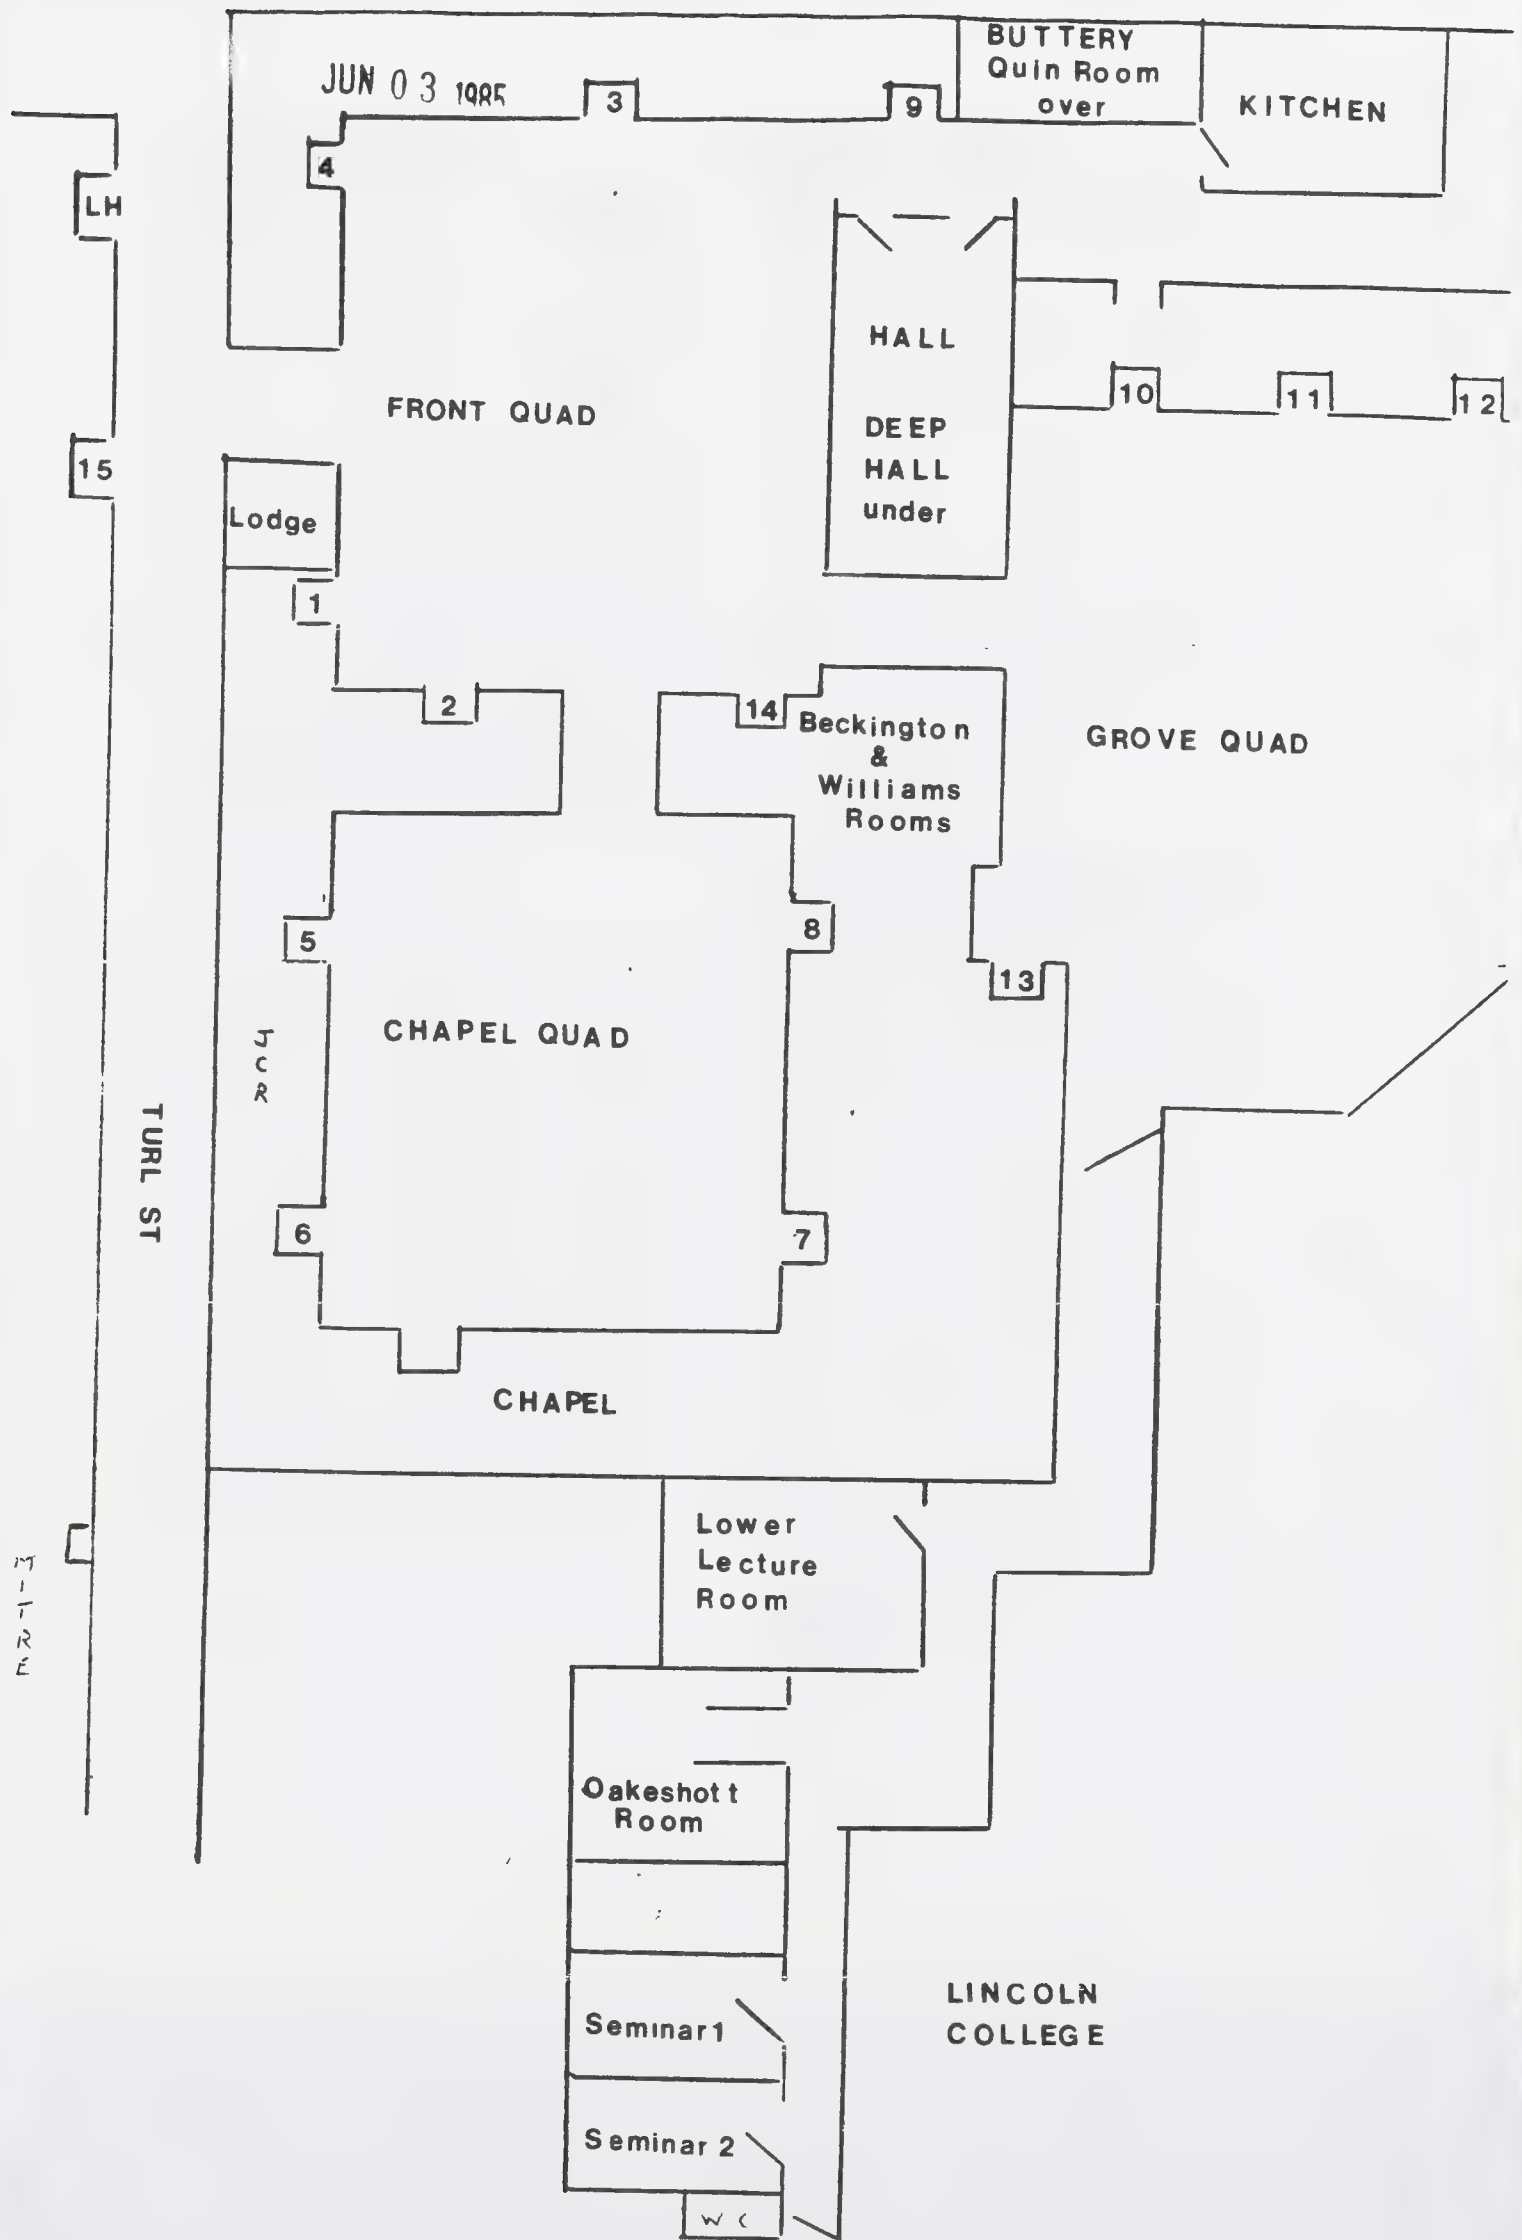 BUTTERY
Quin Room
over
KITCHEN
JUN 03 1985
3
9
4
LH
HALL
DEEP
HALL
under
10
11
12
FRONT QUAD
15
Lodge
1
2
14
Beckington
&
Williams
Rooms
GROVE QUAD
5
8
13
CHAPEL QUAD
JCR
TURL ST
6
7
CHAPEL
Lower
Lecture
Room
MITRE
Oakeshott
Room
Seminar 1
LINCOLN
COLLEGE
Seminar 2
WC